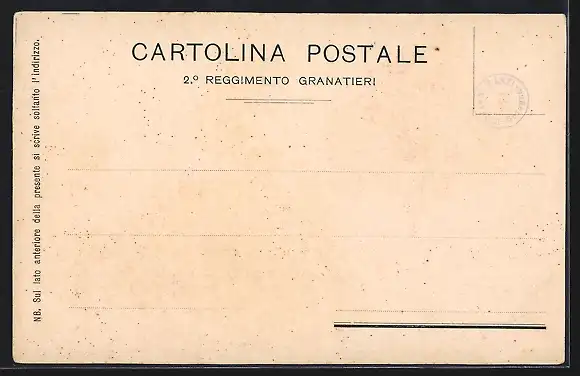 CARTOLINA POSTALE
2.º REGGIMENTO GRANATIERI
NB. Sul lato anteriore della presente si scrive soltanto l'indirizzo.